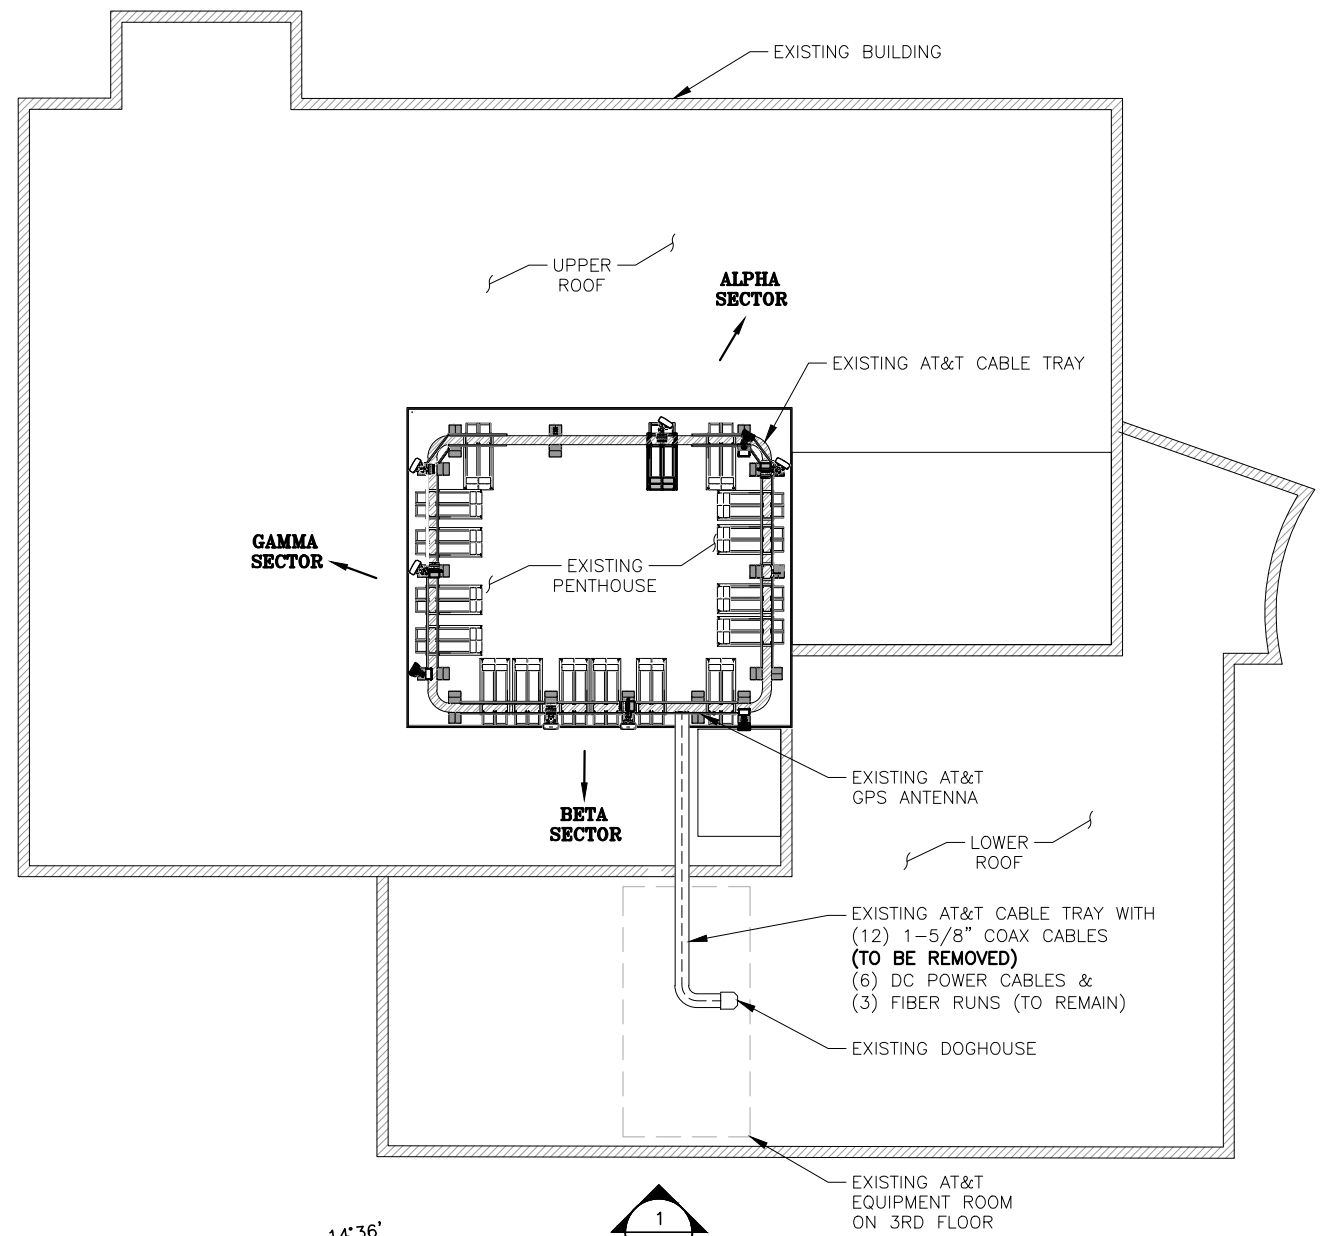 EXISTING BUILDING
UPPER
ROOF
ALPHA
SECTOR
EXISTING AT&T CABLE TRAY
GAMMA
SECTOR
EXISTING
PENTHOUSE
EXISTING AT&T
GPS ANTENNA
BETA
SECTOR
LOWER
ROOF
EXISTING AT&T CABLE TRAY WITH
(12) 1-5/8" COAX CABLES
(TO BE REMOVED)
(6) DC POWER CABLES &
(3) FIBER RUNS (TO REMAIN)
EXISTING DOGHOUSE
EXISTING AT&T
EQUIPMENT ROOM
ON 3RD FLOOR
1
14°36'